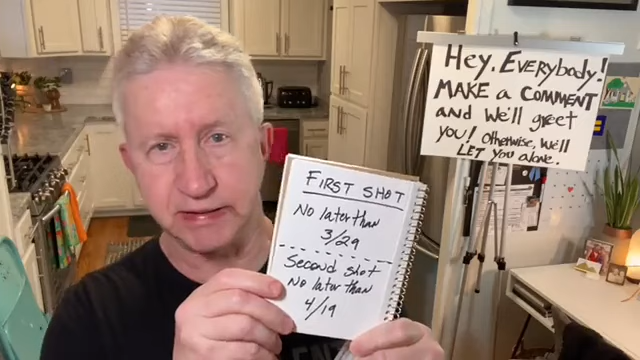 Hey, Everybody!
MAKE a COMMENT
and We'll greet
you! Otherwise, we'll
LET you alone.
FIRST SHOT
No later than
3/29
Second shot
No later than
4/19